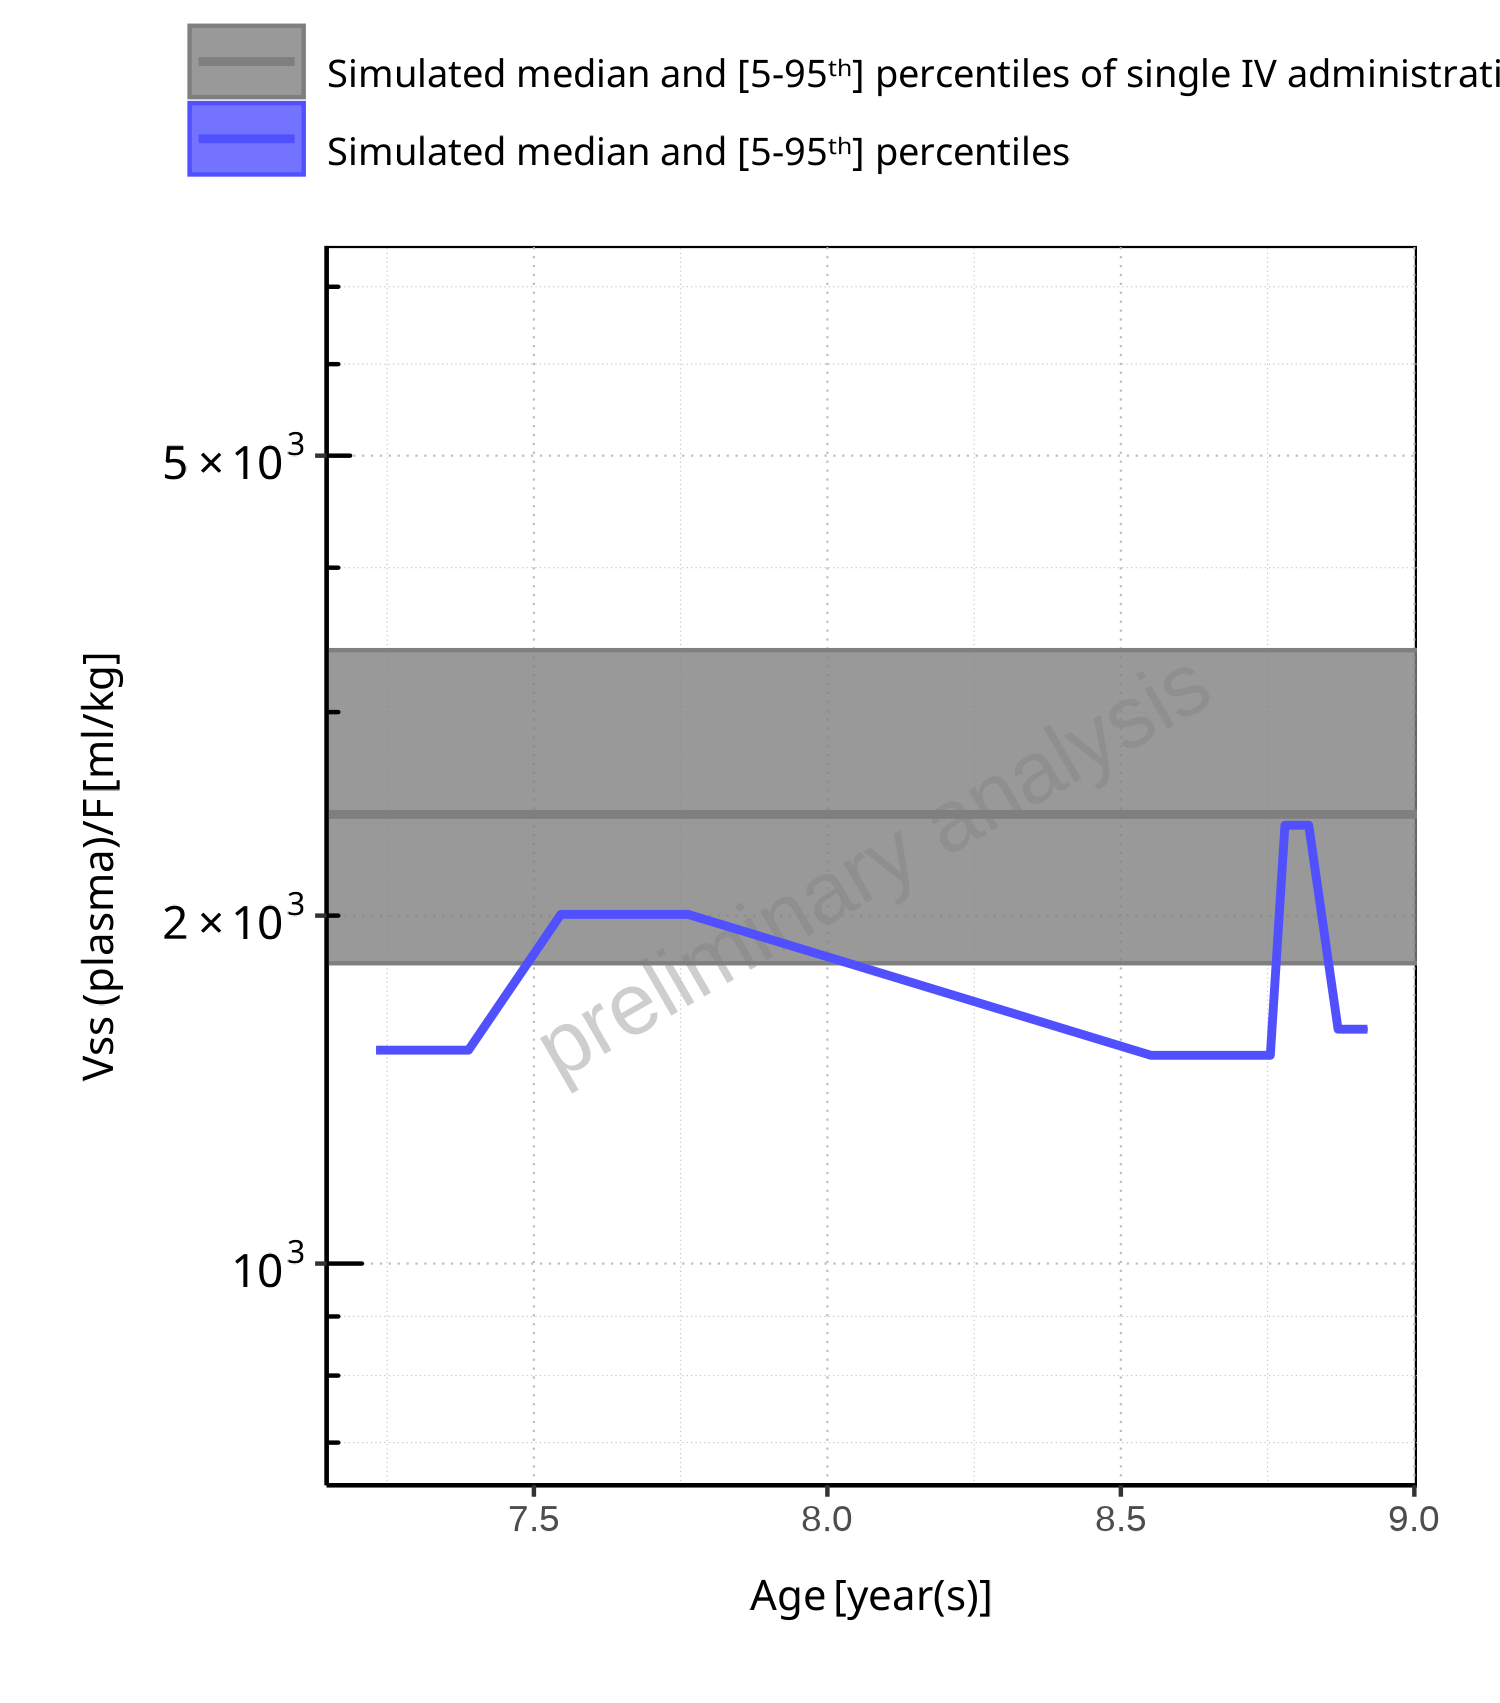 Simulated median and [5-95ᵗʰ] percentiles of single IV administrati
Simulated median and [5-95ᵗʰ] percentiles
5 × 10³
2 × 10³
10³
Vss (plasma)/F [ml/kg]
preliminary analysis
7.5 8.0 8.5 9.0
Age [year(s)]